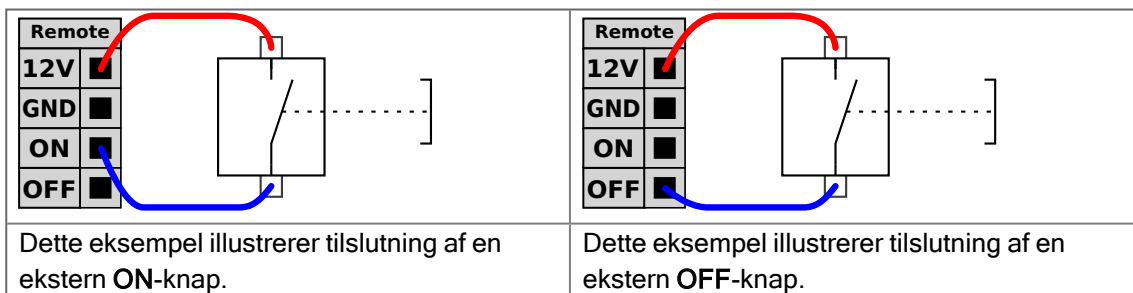 Remote
12V
GND
ON
OFF
Dette eksempel illustrerer tilslutning af en
ekstern ON-knap.
Remote
12V
GND
ON
OFF
Dette eksempel illustrerer tilslutning af en
ekstern OFF-knap.